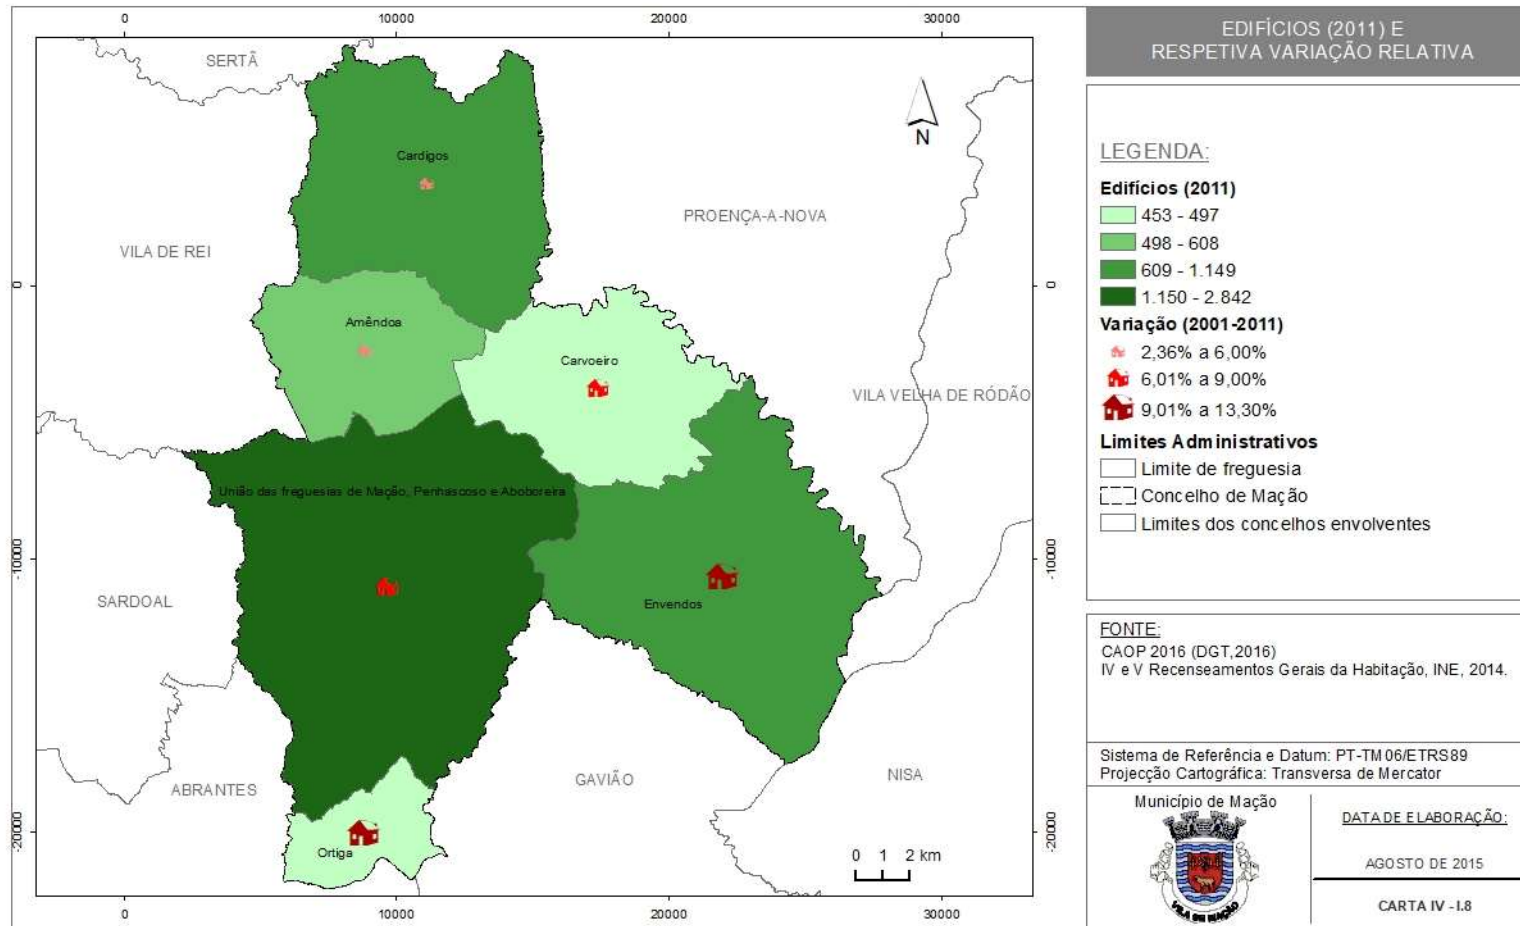 0
10000
20000
30000
EDIFÍCIOS (2011) E
RESPETIVA VARIAÇÃO RELATIVA
SERTÃ
N
Cardigos
PROENÇA-A-NOVA
VILA DE REI
0
0
Amêndoa
Carvoeiro
VILA VELHA DE RÓDÃO
União das freguesias de Mação, Penhascoso e Aboboreira
-10000
-10000
SARDOAL
Envendos
ABRANTES
GAVIÃO
NISA
-20000
-20000
Ortiga
0 1 2 km
0
10000
20000
30000
LEGENDA:
Edifícios (2011)
453 - 497
498 - 608
609 - 1.149
1.150 - 2.842
Variação (2001-2011)
2,36% a 6,00%
6,01% a 9,00%
9,01% a 13,30%
Limites Administrativos
Limite de freguesia
Concelho de Mação
Limites dos concelhos envolventes
FONTE:
CAOP 2016 (DGT,2016)
IV e V Recenseamentos Gerais da Habitação, INE, 2014.
Sistema de Referência e Datum: PT-TM06/ETRS89
Projecção Cartográfica: Transversa de Mercator
Município de Mação
VILA DE MAÇÃO
DATA DE ELABORAÇÃO:
AGOSTO DE 2015
CARTA IV - I.8